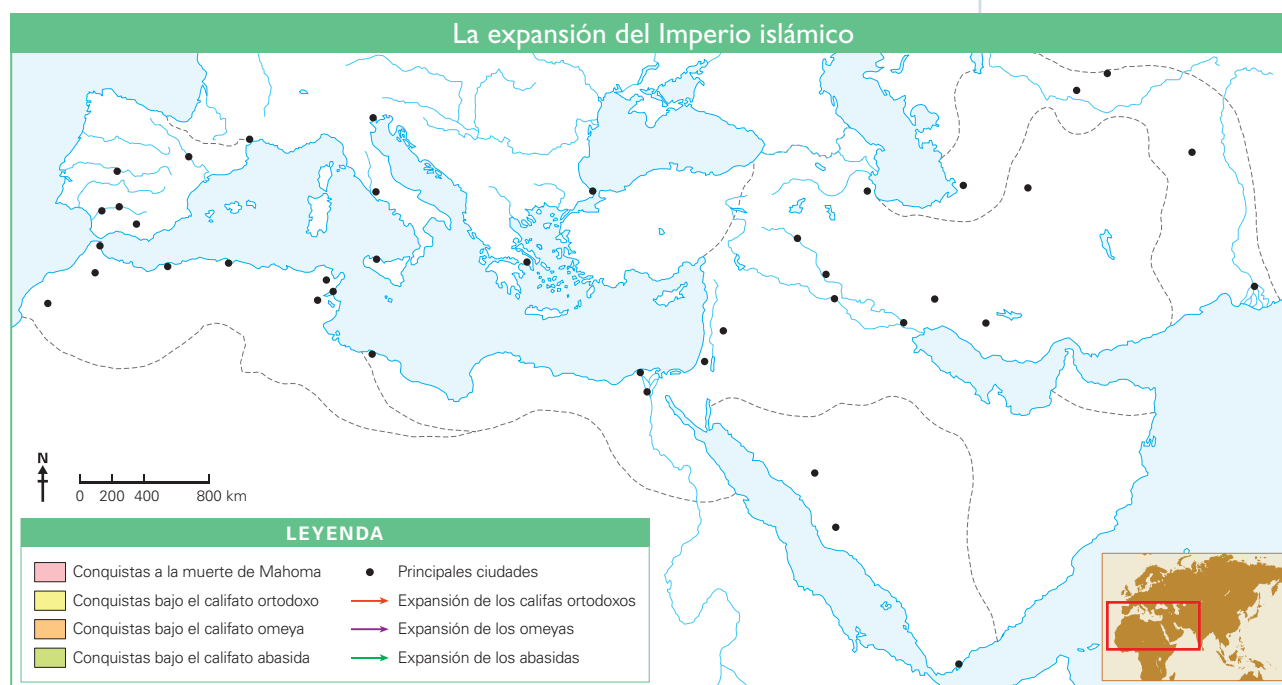 La expansión del Imperio islámico
N
0 200 400 800 km
LEYENDA
Conquistas a la muerte de Mahoma
Principales ciudades
Conquistas bajo el califato ortodoxo
Expansión de los califas ortodoxos
Conquistas bajo el califato omeya
Expansión de los omeyas
Conquistas bajo el califato abasida
Expansión de los abasidas